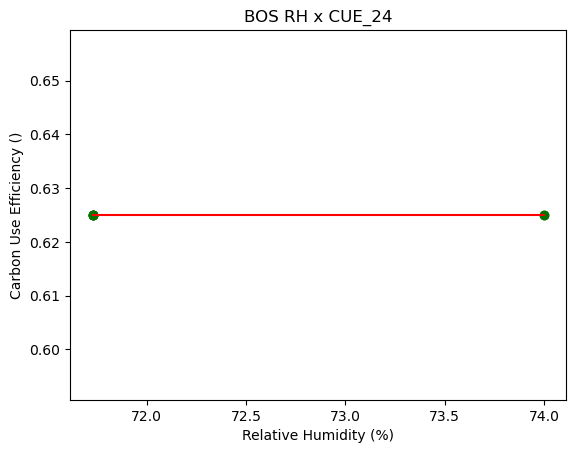 BOS RH x CUE_24
Carbon Use Efficiency ()
0.65
0.64
0.63
0.62
0.61
0.60
72.0 72.5 73.0 73.5 74.0
Relative Humidity (%)